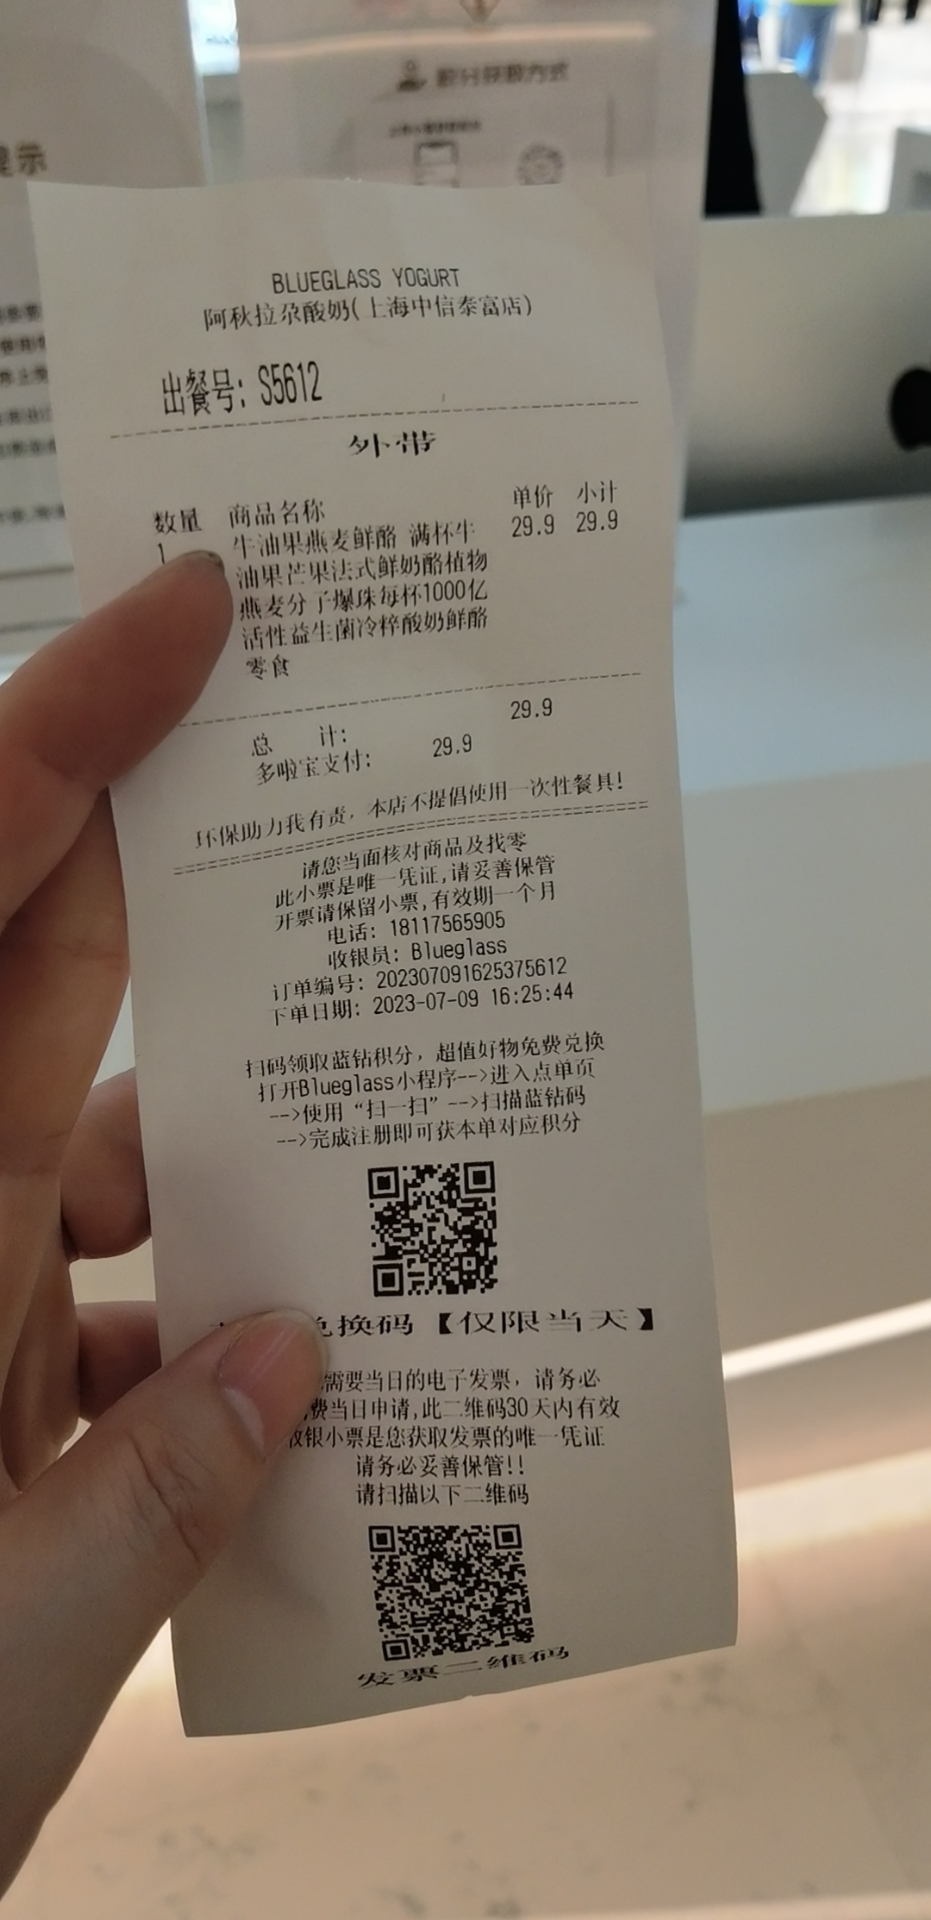 积分获取方式
提示
BLUEGLASS YOGURT
阿秋拉尕酸奶(上海中信泰富店)
出餐号: S5612
外带
数量 商品名称 单价 小计
1 牛油果燕麦鲜酪 满杯牛 29.9 29.9
油果芒果法式鲜奶酪植物
燕麦分子爆珠每杯1000亿
活性益生菌冷粹酸奶鲜酪
零食
总 计: 29.9
多啦宝支付: 29.9
环保助力我有责, 本店不提倡使用一次性餐具!
请您当面核对商品及找零
此小票是唯一凭证,请妥善保管
开票请保留小票,有效期一个月
电话: 18117565905
收银员: Blueglass
订单编号: 202307091625375612
下单日期: 2023-07-09 16:25:44
扫码领取蓝钻积分, 超值好物免费兑换
打开Blueglass小程序-->进入点单页
-->使用“扫一扫”-->扫描蓝钻码
-->完成注册即可获本单对应积分
兑换码【仅限当天】
需要当日的电子发票, 请务必
费当日申请,此二维码30天内有效
收银小票是您获取发票的唯一凭证
请务必妥善保管!!
请扫描以下二维码
发票二维码